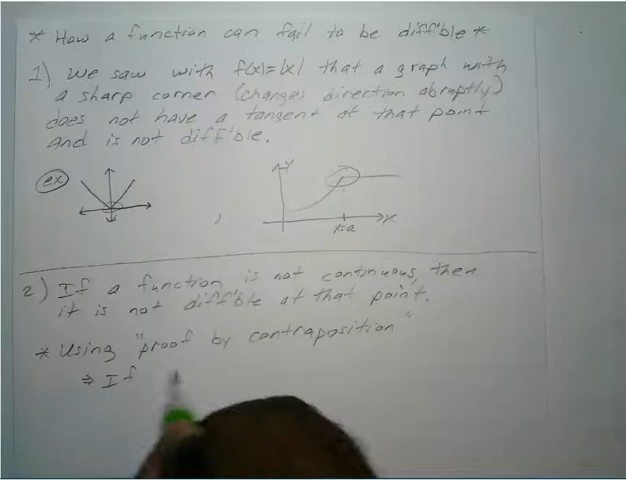 * How a function can fail to be diff'ble *
1) We saw with f(x)=|x| that a graph with
a sharp corner (changes direction abruptly)
does not have a tangent at that point
and is not diff'ble.
ex
,
y
x
x=a
2) If a function is not continuous, then
it is not diff'ble at that point.
* Using "proof by contraposition"
⇒ If